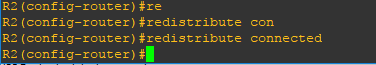 R2(config-router)#re
R2(config-router)#redistribute con
R2(config-router)#redistribute connected
R2(config-router)#